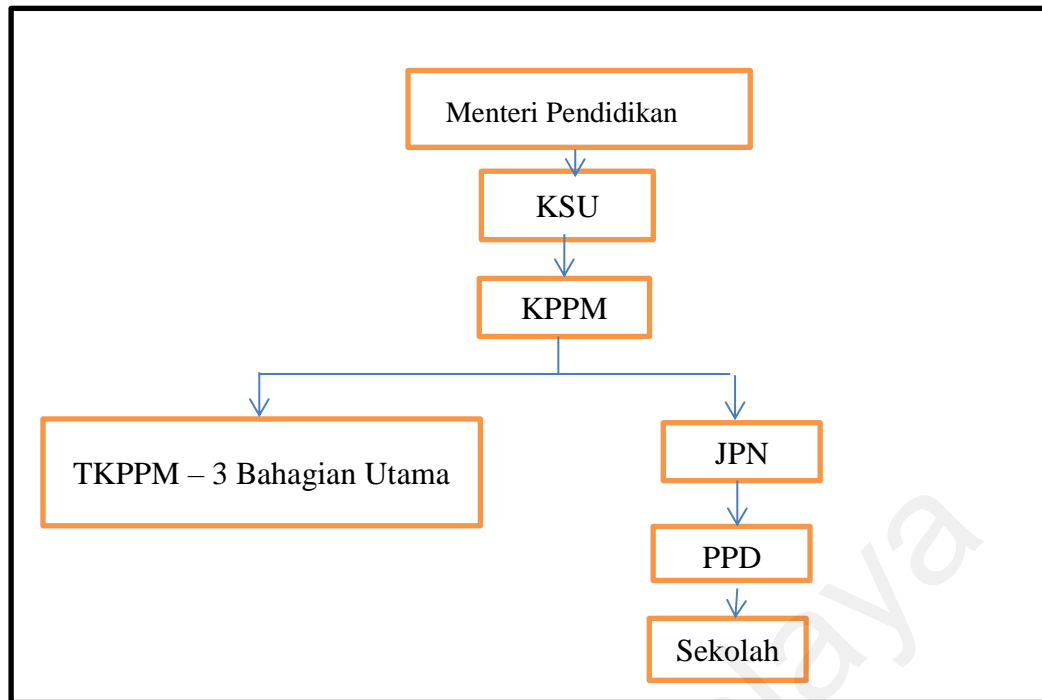 Menteri Pendidikan
KSU
KPPM
TKPPM – 3 Bahagian Utama
JPN
PPD
Sekolah